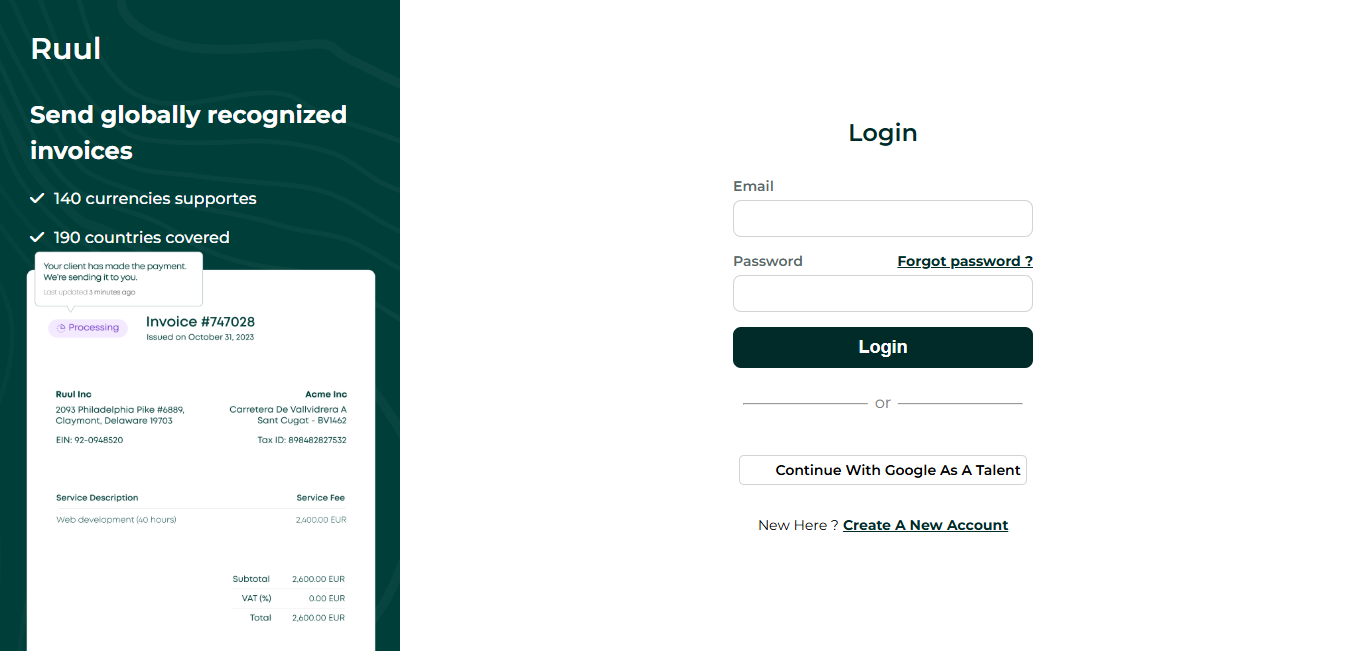 Ruul
Send globally recognized
invoices
140 currencies supportes
190 countries covered
Your client has made the payment.
We're sending it to you.
Last updated 3 minutes ago
Processing
Invoice #747028
Issued on October 31, 2023
Ruul Inc
2093 Philadelphia Pike #6889,
Claymont, Delaware 19703
EIN: 92-0948520
Acme Inc
Carretera De Vallvidrera A
Sant Cugat - BV1462
Tax ID: 898482827532
Service Description Service Fee
Web development (40 hours) 2,400.00 EUR
Subtotal 2,600.00 EUR
VAT (%) 0.00 EUR
Total 2,600.00 EUR
Login
Email
Password Forgot password ?
Login
or
Continue With Google As A Talent
New Here ? Create A New Account